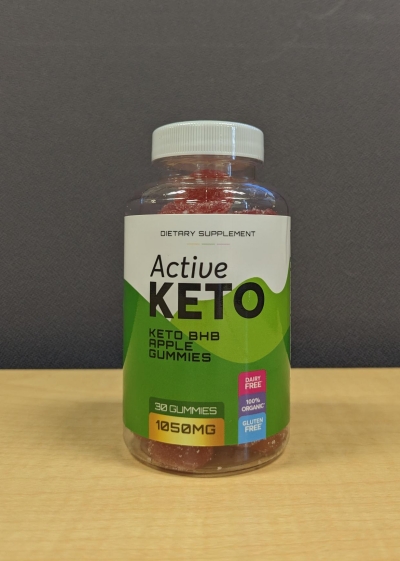 DIETARY SUPPLEMENT
Active
KETO
KETO BHB
APPLE
GUMMIES
DAIRY
FREE
100%
ORGANIC
GLUTEN
FREE
30 GUMMIES
1050MG